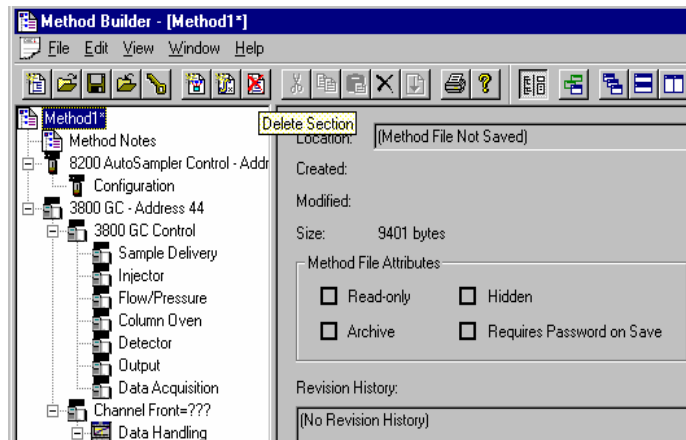 Method Builder - [Method1*]
File Edit View Window Help
Delete Section
Method1*
Method Notes
8200 AutoSampler Control - Addr
Configuration
3800 GC - Address 44
3800 GC Control
Sample Delivery
Injector
Flow/Pressure
Column Oven
Detector
Output
Data Acquisition
Channel Front=???
Data Handling
Location: (Method File Not Saved)
Created:
Modified:
Size: 9401 bytes
Method File Attributes
Read-only Hidden
Archive Requires Password on Save
Revision History:
(No Revision History)